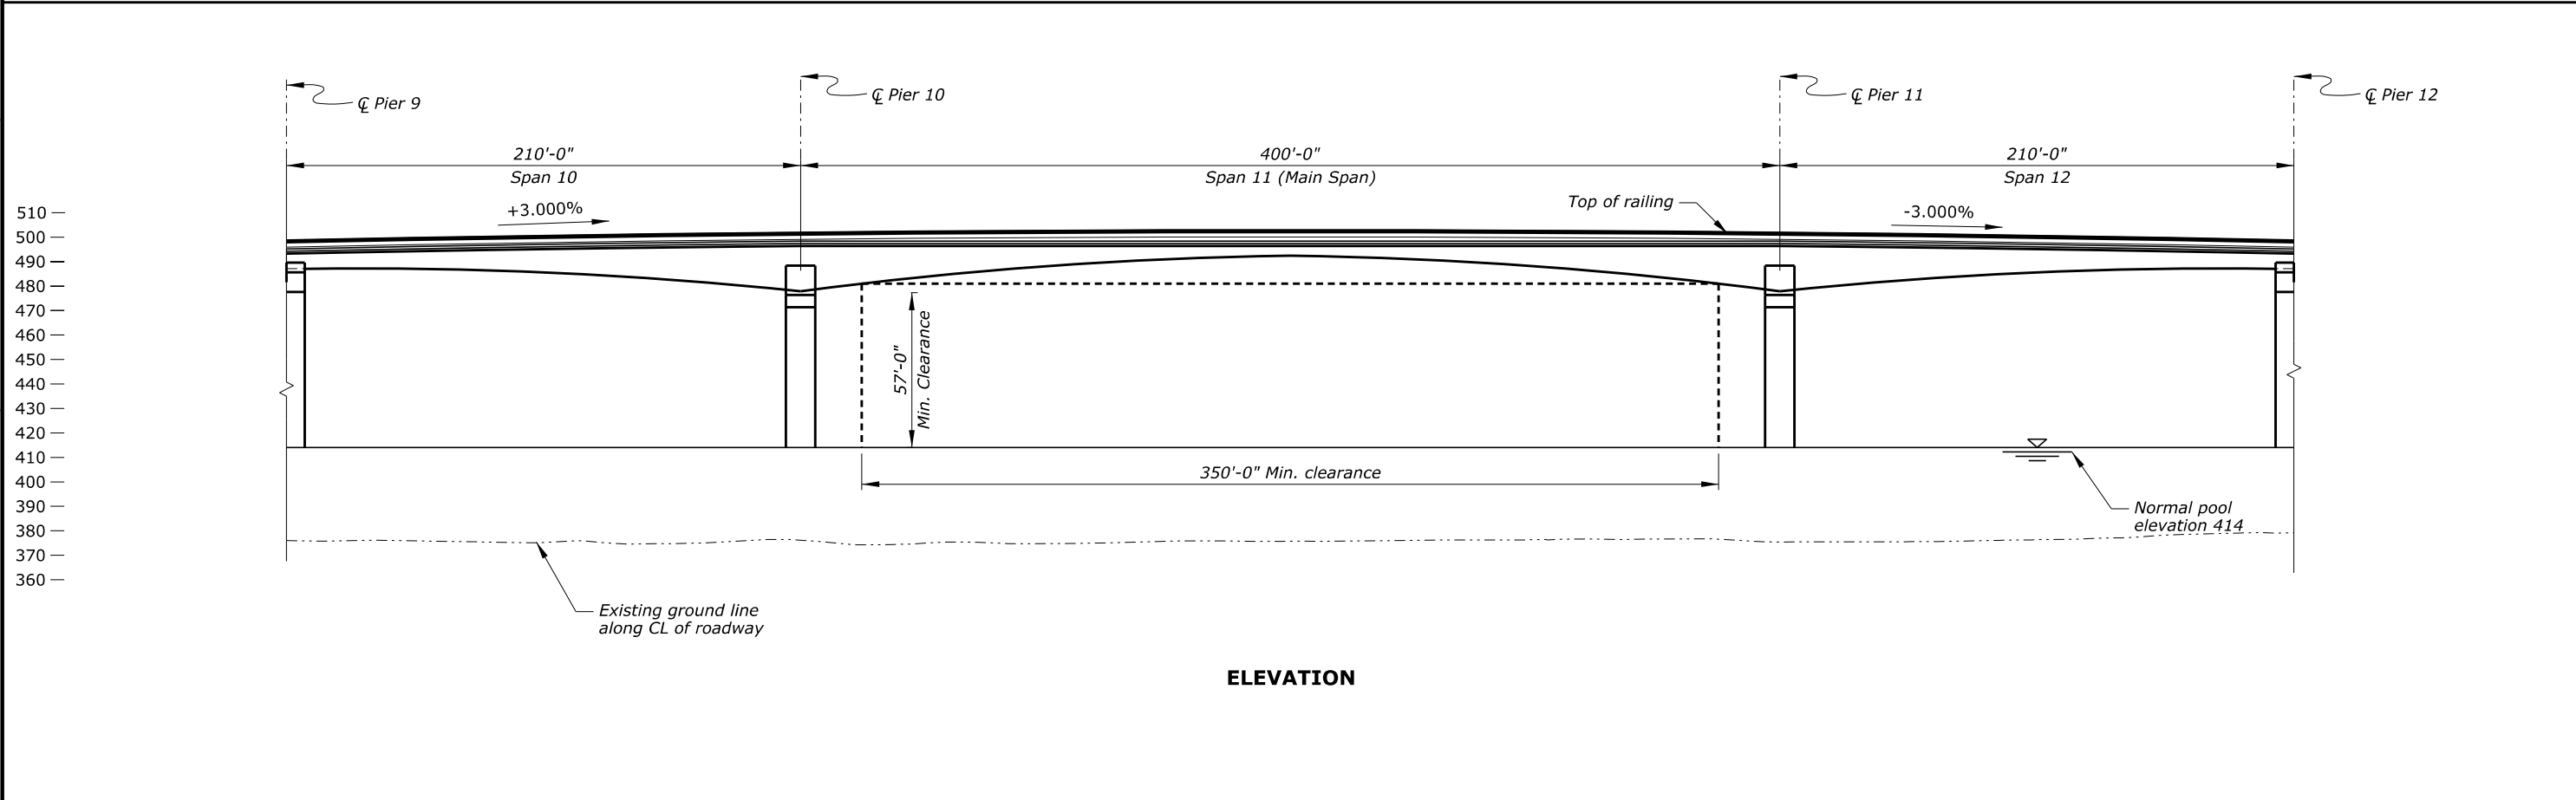 ℄ Pier 9
℄ Pier 10
℄ Pier 11
℄ Pier 12
210'-0"
Span 10
400'-0"
Span 11 (Main Span)
210'-0"
Span 12
+3.000%
Top of railing
-3.000%
510
500
490
480
470
460
450
440
430
420
410
400
390
380
370
360
57'-0"
Min. Clearance
350'-0" Min. clearance
Normal pool
elevation 414
Existing ground line
along CL of roadway
ELEVATION